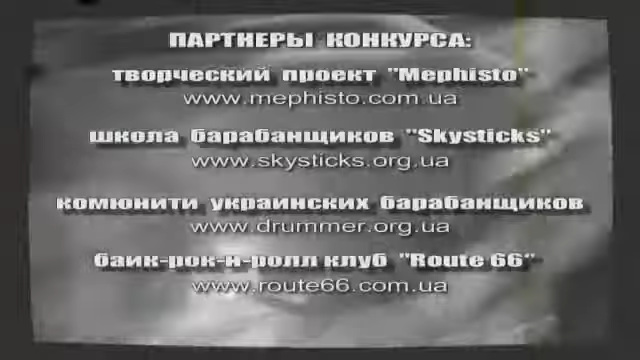 ПАРТНЕРЫ КОНКУРСА:
творческий проект "Mephisto"
www.mephisto.com.ua
школа барабанщиков "Skysticks"
www.skysticks.org.ua
комюнити украинских барабанщиков
www.drummer.org.ua
баик-рок-н-ролл клуб "Route 66"
www.route66.com.ua